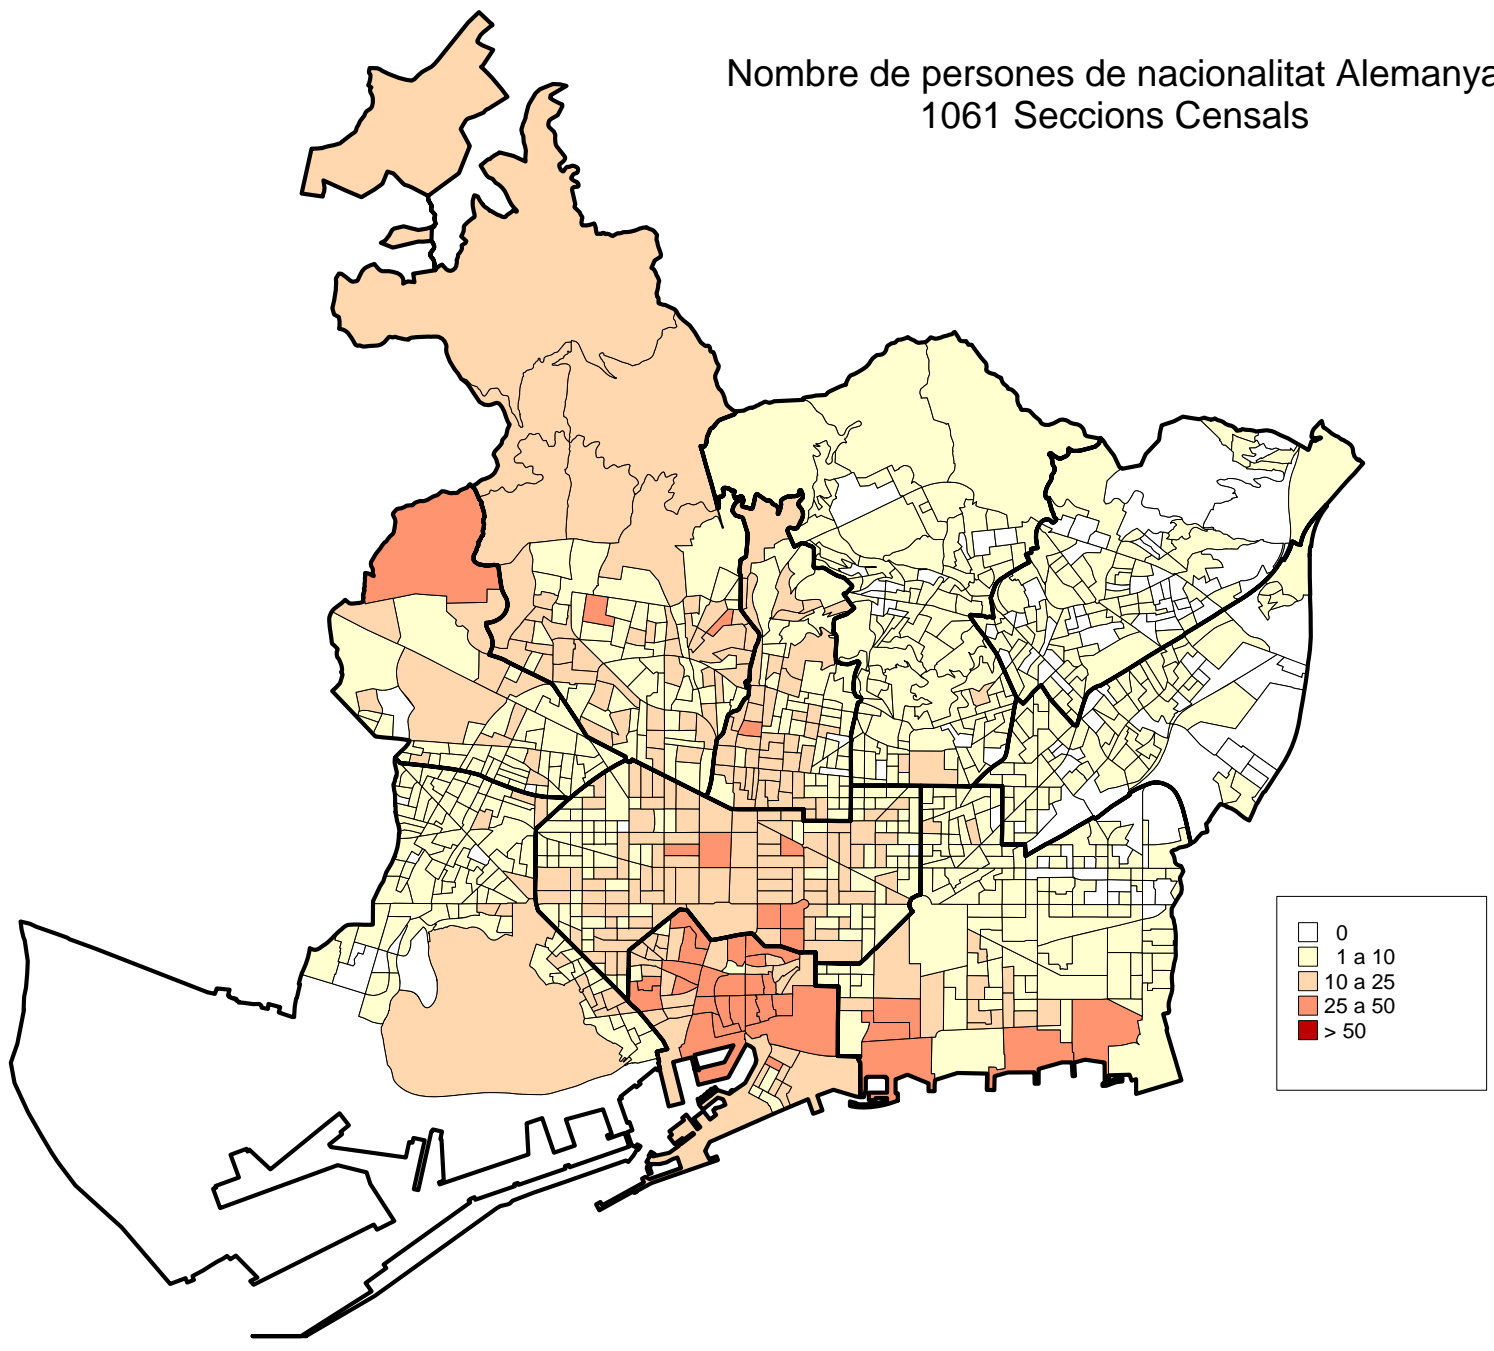 Nombre de persones de nacionalitat Alemanya
1061 Seccions Censals
0
1 a 10
10 a 25
25 a 50
> 50